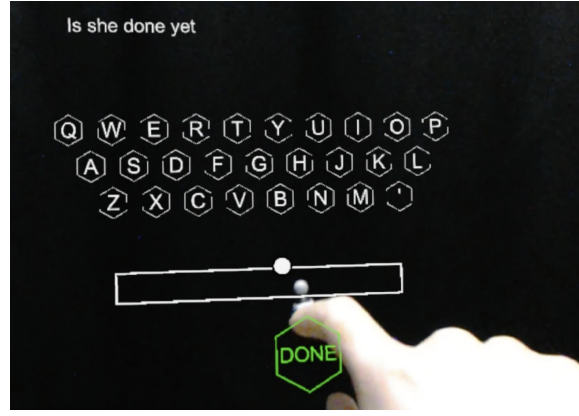 Is she done yet
Q W E R T Y U I O P
A S D F G H J K L
Z X C V B N M '
DONE